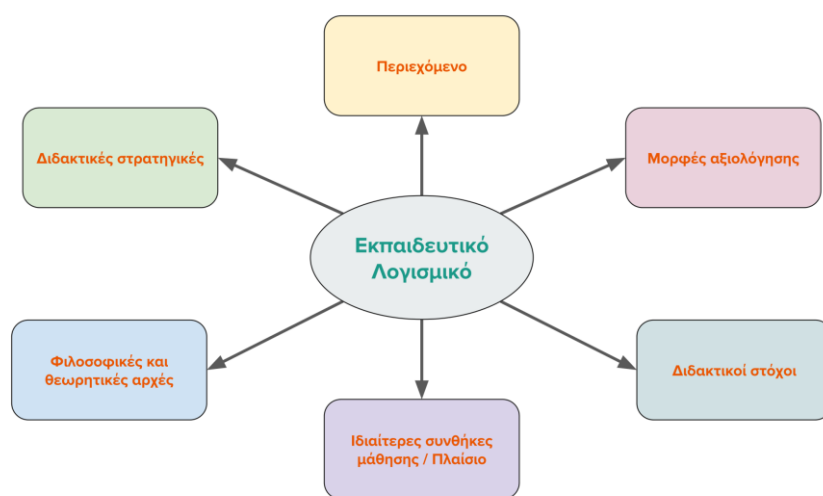 Περιεχόμενο
Διδακτικές στρατηγικές
Μορφές αξιολόγησης
Εκπαιδευτικό
Λογισμικό
Φιλοσοφικές και
θεωρητικές αρχές
Διδακτικοί στόχοι
Ιδιαίτερες συνθήκες
μάθησης / Πλαίσιο